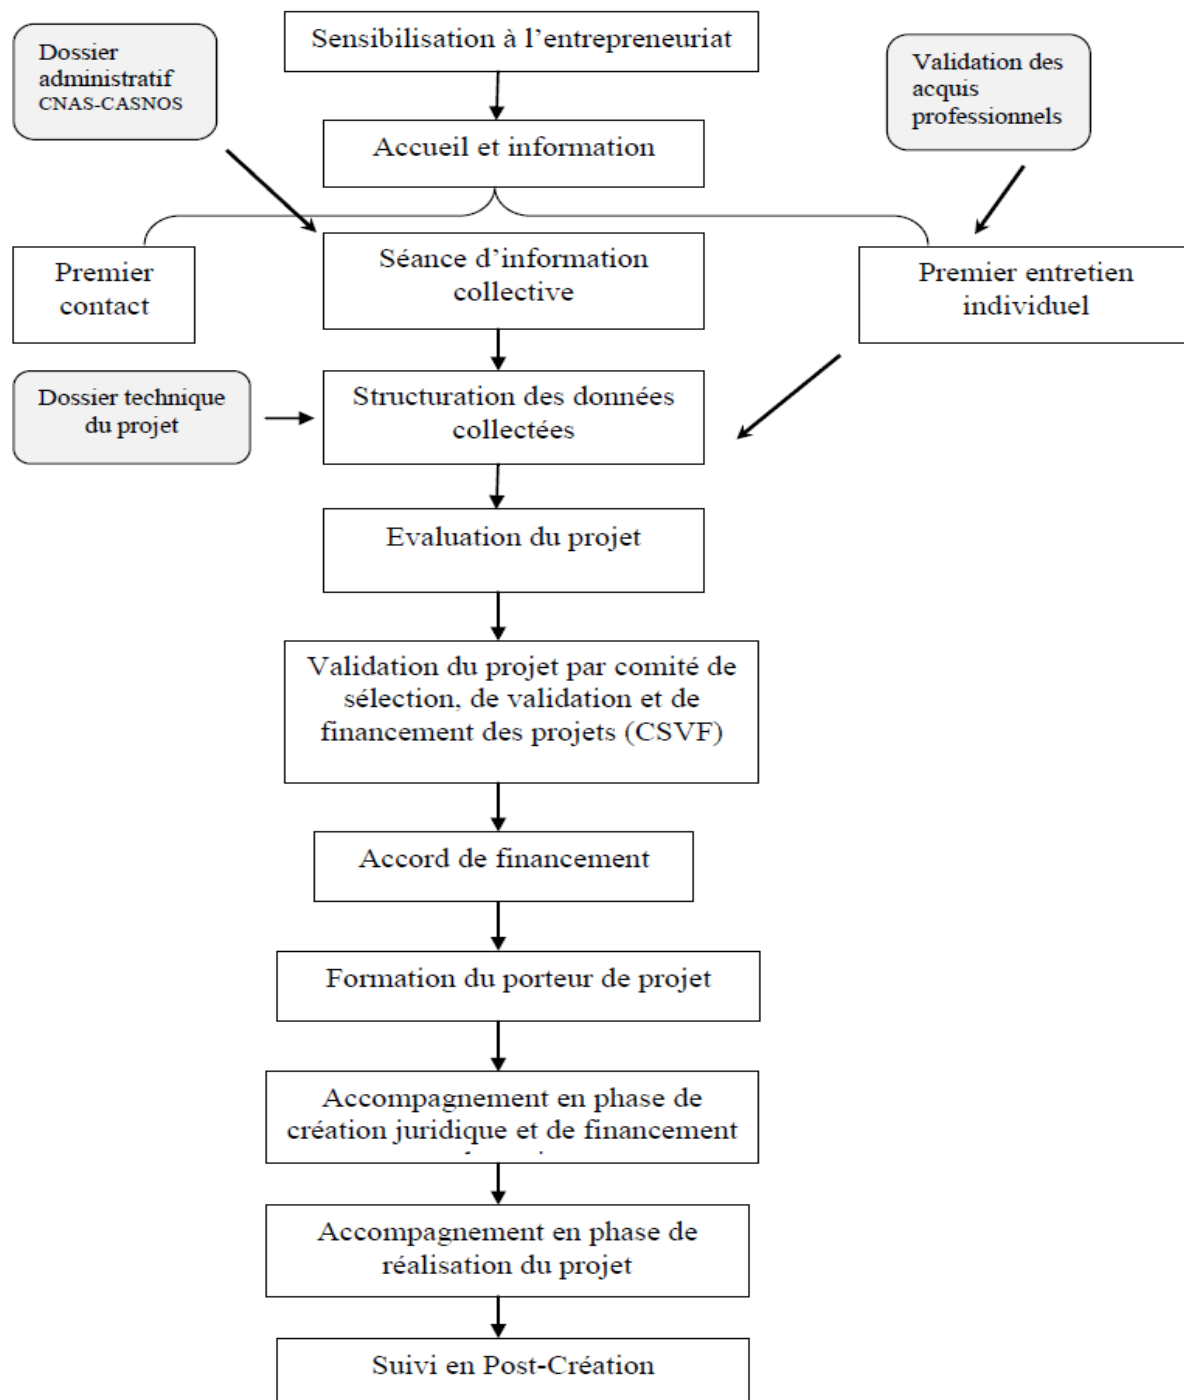 Sensibilisation à l’entrepreneuriat
Dossier
administratif
CNAS-CASNOS
Validation des
acquis
professionnels
Accueil et information
Premier
contact
Séance d’information
collective
Premier entretien
individuel
Dossier technique
du projet
Structuration des données
collectées
Evaluation du projet
Validation du projet par comité de
sélection, de validation et de
financement des projets (CSVF)
Accord de financement
Formation du porteur de projet
Accompagnement en phase de
création juridique et de financement
Accompagnement en phase de
réalisation du projet
Suivi en Post-Création